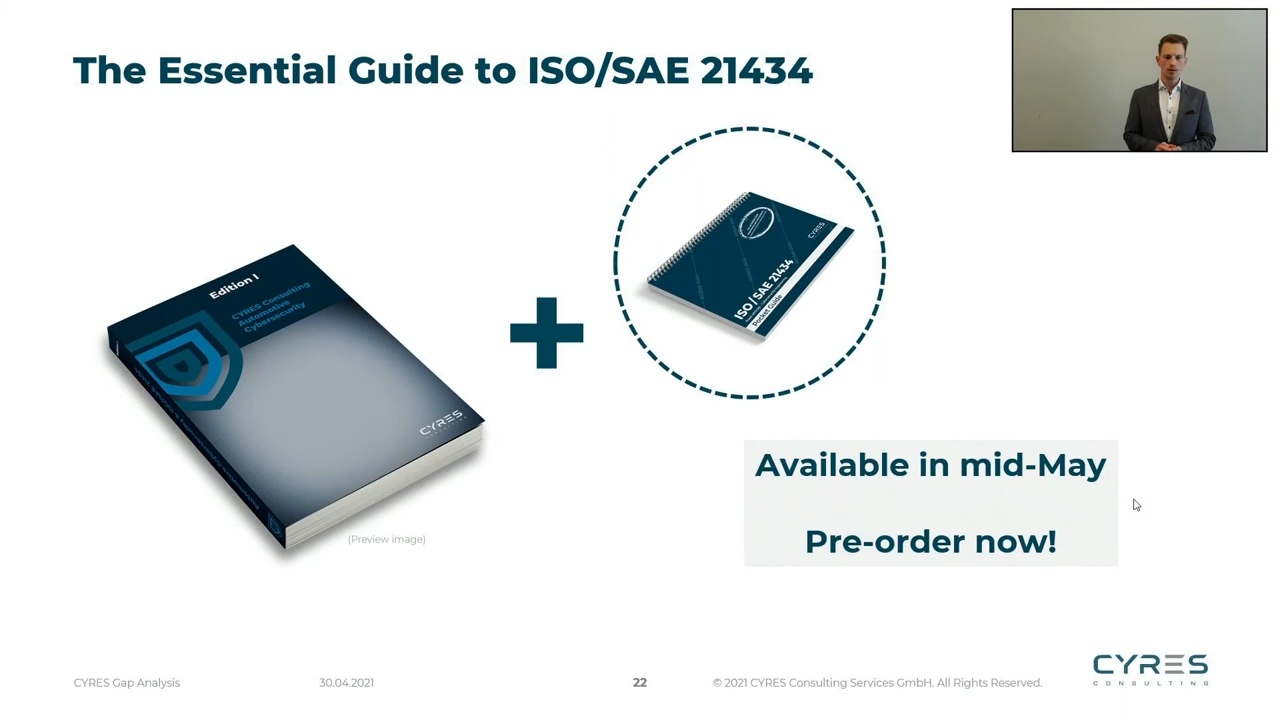 The Essential Guide to ISO/SAE 21434
Edition I
CYRES Consulting
Automotive
Cybersecurity
CYRES
CYRES
ISO/SAE 21434
Pocket Guide
(Preview image)
Available in mid-May
Pre-order now!
CYRES Gap Analysis
30.04.2021
22
© 2021 CYRES Consulting Services GmbH. All Rights Reserved.
CYRES
CONSULTING